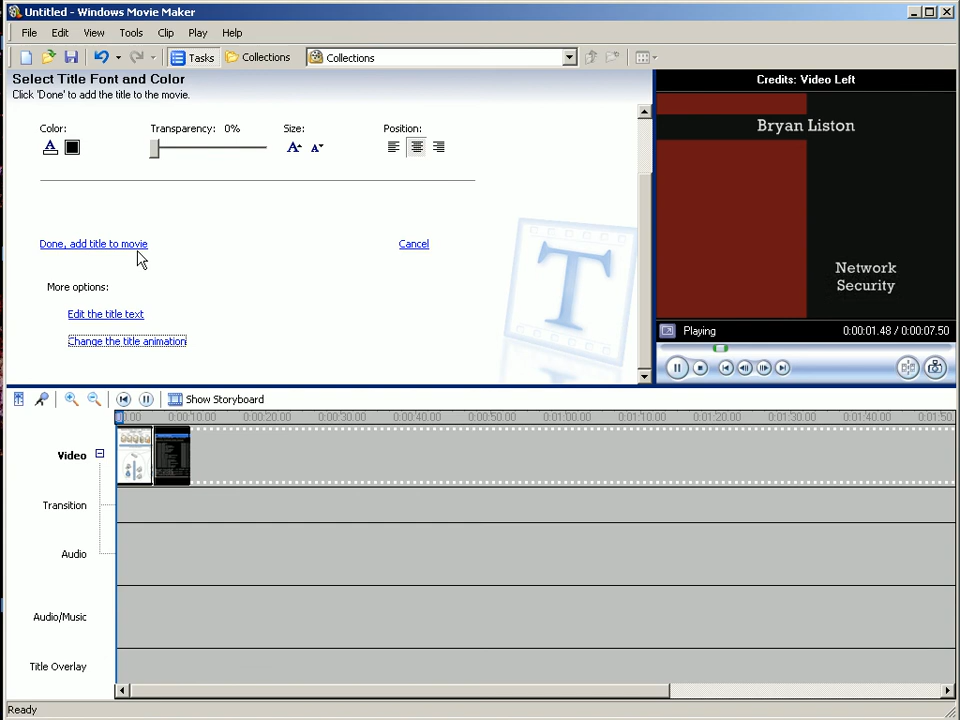 Untitled - Windows Movie Maker
File Edit View Tools Clip Play Help
Tasks Collections Collections
Select Title Font and Color
Click 'Done' to add the title to the movie.
Color: Transparency: 0% Size: Position:
Done, add title to movie Cancel
More options:
Edit the title text
Change the title animation
Credits: Video Left
Bryan Liston
Network
Security
Playing 0:00:01.48 / 0:00:07.50
Show Storyboard
0:00:10.00 0:00:20.00 0:00:30.00 0:00:40.00 0:00:50.00 0:01:00.00 0:01:10.00 0:01:20.00 0:01:30.00 0:01:40.00
Video
Transition
Audio
Audio/Music
Title Overlay
Ready